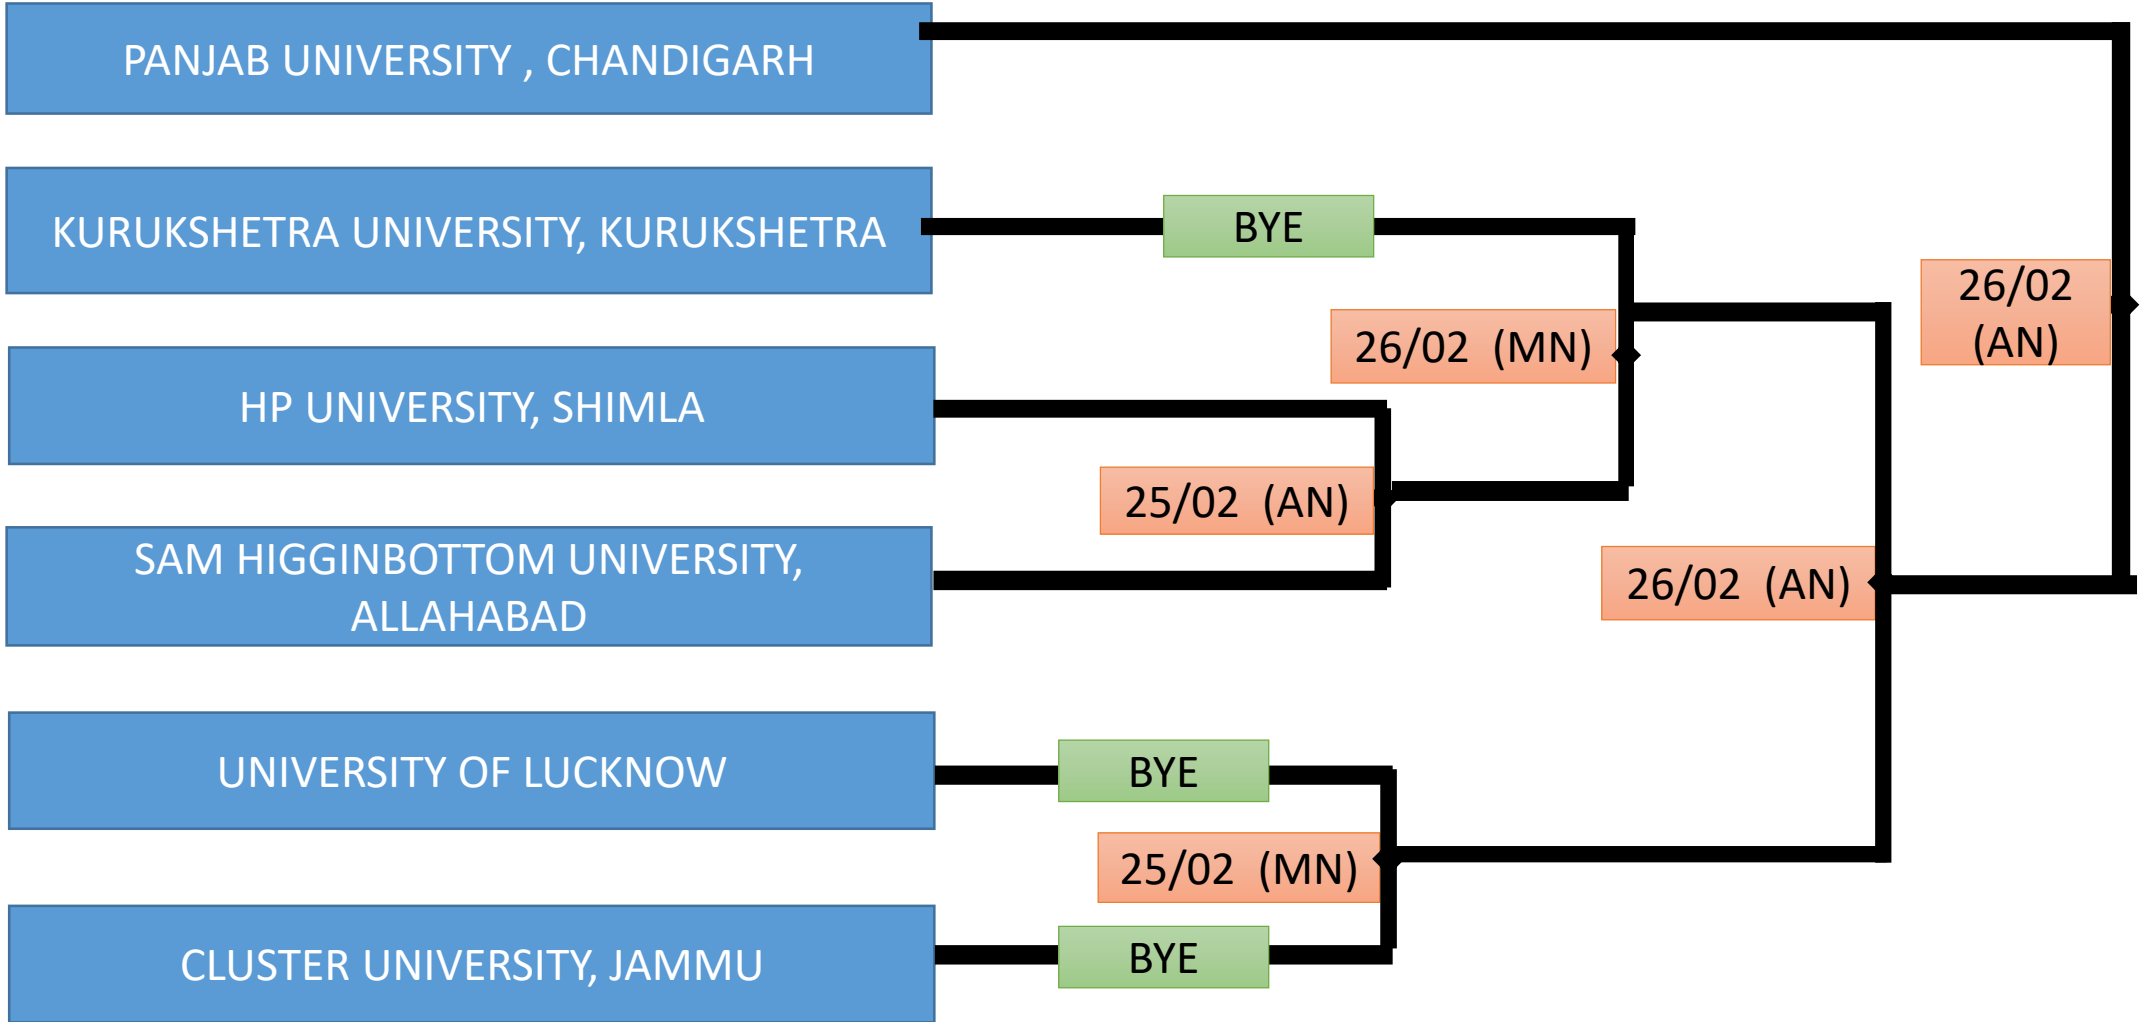 PANJAB UNIVERSITY , CHANDIGARH
KURUKSHETRA UNIVERSITY, KURUKSHETRA
BYE
26/02
(AN)
26/02 (MN)
HP UNIVERSITY, SHIMLA
25/02 (AN)
SAM HIGGINBOTTOM UNIVERSITY,
ALLAHABAD
26/02 (AN)
UNIVERSITY OF LUCKNOW
BYE
25/02 (MN)
CLUSTER UNIVERSITY, JAMMU
BYE